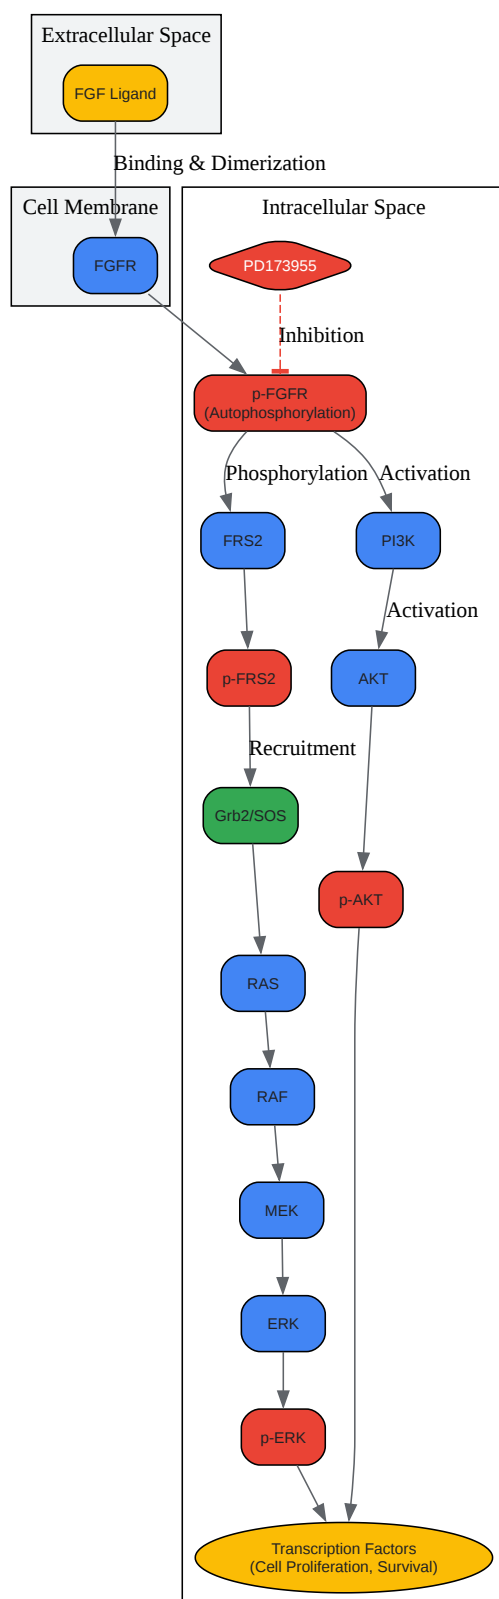 Extracellular Space
FGF Ligand
Binding & Dimerization
Cell Membrane
FGFR
Intracellular Space
PD173955
Inhibition
p-FGFR
(Autophosphorylation)
Phosphorylation
Activation
FRS2
PI3K
Activation
p-FRS2
AKT
Recruitment
Grb2/SOS
p-AKT
RAS
RAF
MEK
ERK
p-ERK
Transcription Factors
(Cell Proliferation, Survival)